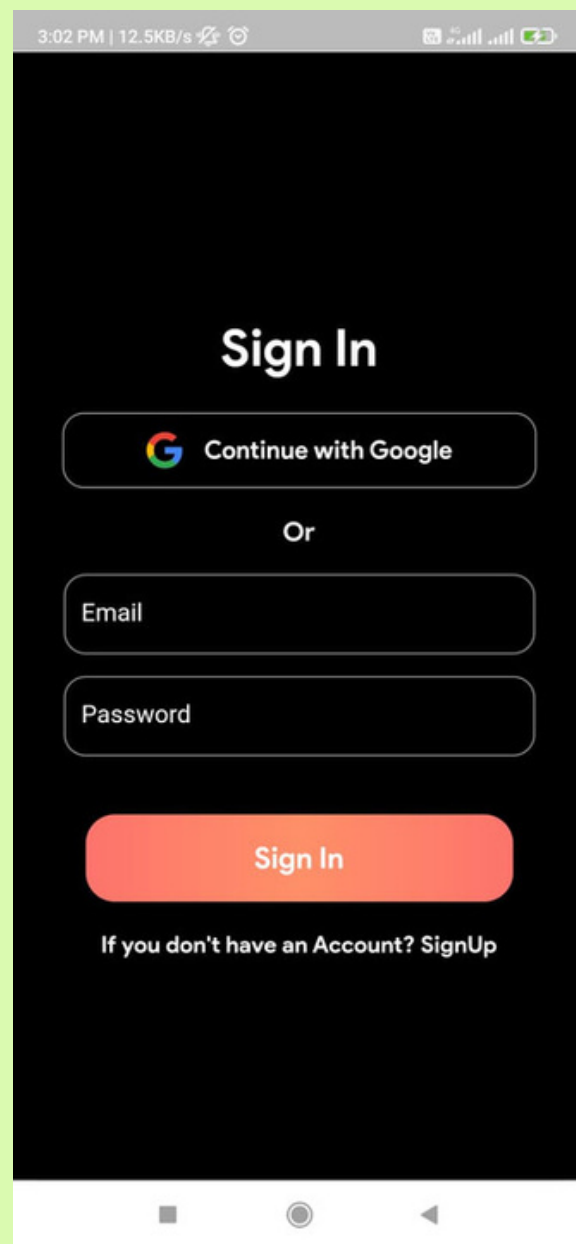 3:02 PM | 12.5KB/s
Sign In
Continue with Google
Or
Email
Password
Sign In
If you don't have an Account? SignUp